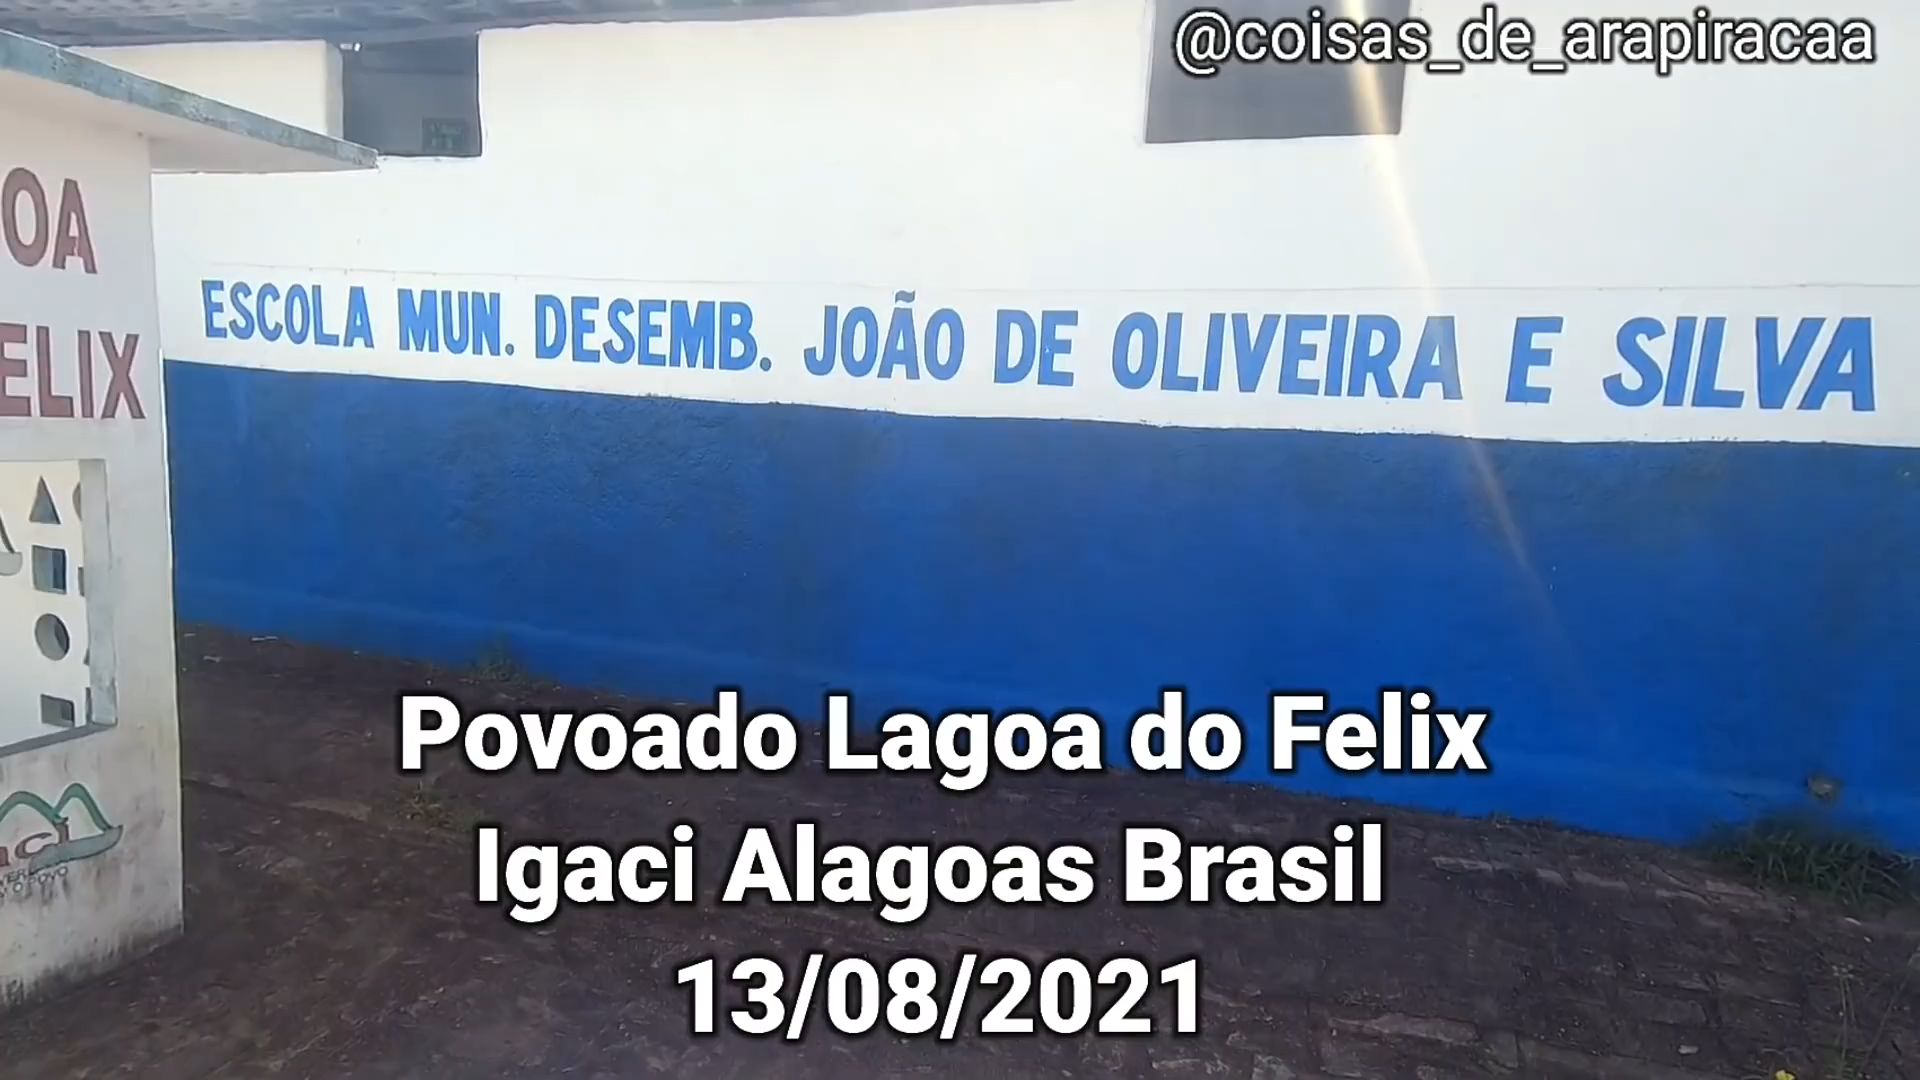 @coisas_de_arapiracaa
OA
ELIX
ESCOLA MUN. DESEMB. JOÃO DE OLIVEIRA E SILVA
Povoado Lagoa do Felix
Igaci Alagoas Brasil
13/08/2021